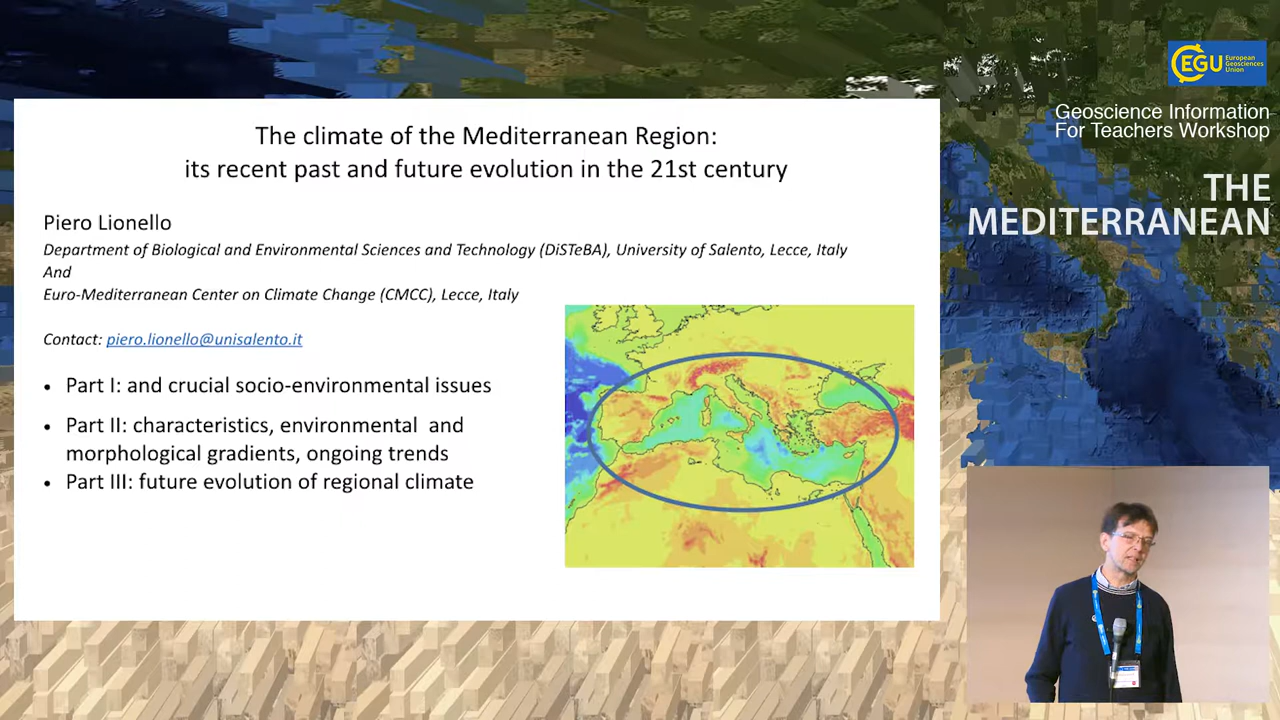 EGU European
Geosciences
Union
Geoscience Information
For Teachers Workshop
THE
MEDITERRANEAN
The climate of the Mediterranean Region:
its recent past and future evolution in the 21st century
Piero Lionello
Department of Biological and Environmental Sciences and Technology (DiSTeBA), University of Salento, Lecce, Italy
And
Euro-Mediterranean Center on Climate Change (CMCC), Lecce, Italy
Contact: piero.lionello@unisalento.it
• Part I: and crucial socio-environmental issues
• Part II: characteristics, environmental and
morphological gradients, ongoing trends
• Part III: future evolution of regional climate